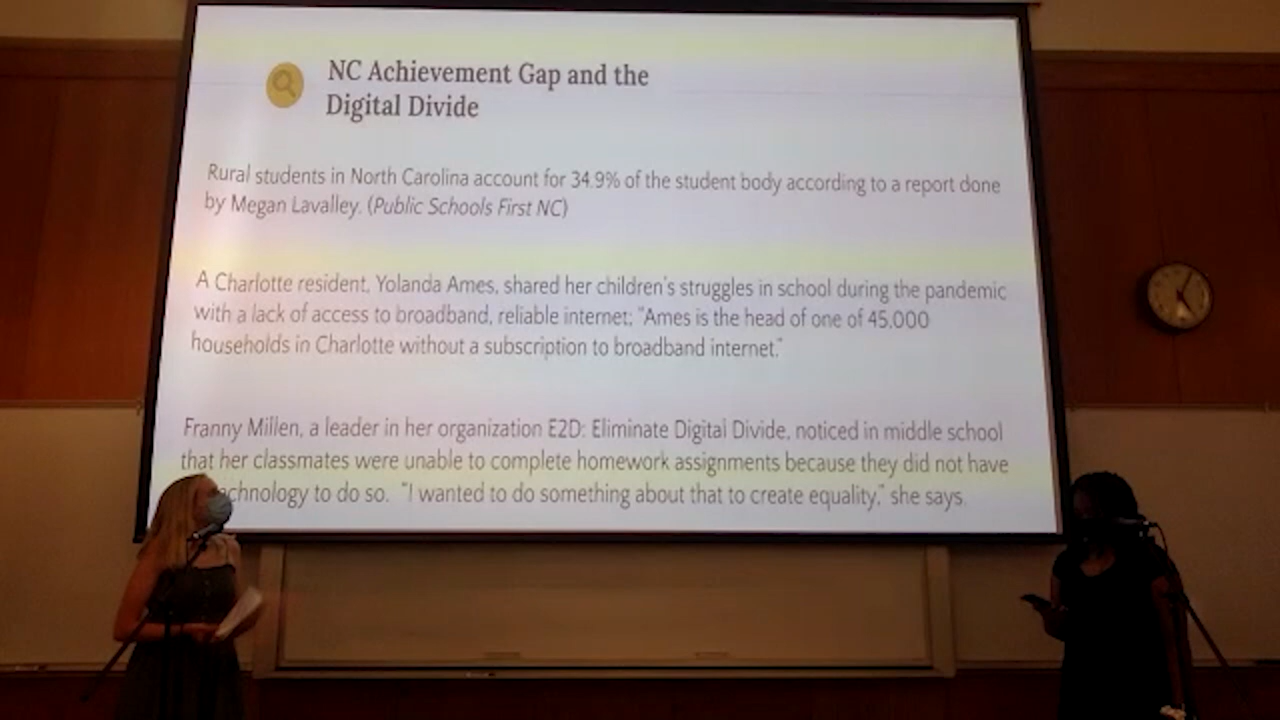 NC Achievement Gap and the
Digital Divide
Rural students in North Carolina account for 34.9% of the student body according to a report done
by Megan Lavalley. (Public Schools First NC)
A Charlotte resident, Yolanda Ames, shared her children's struggles in school during the pandemic
with a lack of access to broadband, reliable internet; "Ames is the head of one of 45,000
households in Charlotte without a subscription to broadband internet."
Franny Millen, a leader in her organization E2D: Eliminate Digital Divide, noticed in middle school
that her classmates were unable to complete homework assignments because they did not have
to do so. "I wanted to do something about that to create equality," she says.